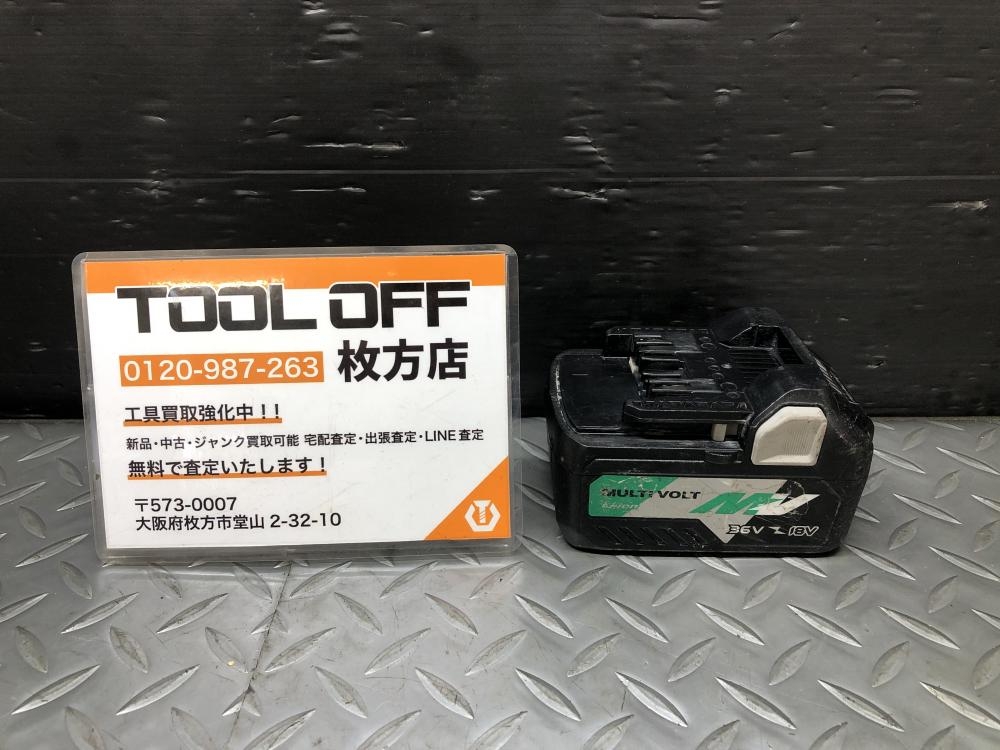 TOOL OFF
0120-987-263 枚方店
工具買取強化中！！
新品・中古・ジャンク買取可能 宅配査定・出張査定・LINE査定
無料で査定いたします！
〒573-0007
大阪府枚方市堂山 2-32-10
MULTI VOLT
Li-ion
MV
36V 18V